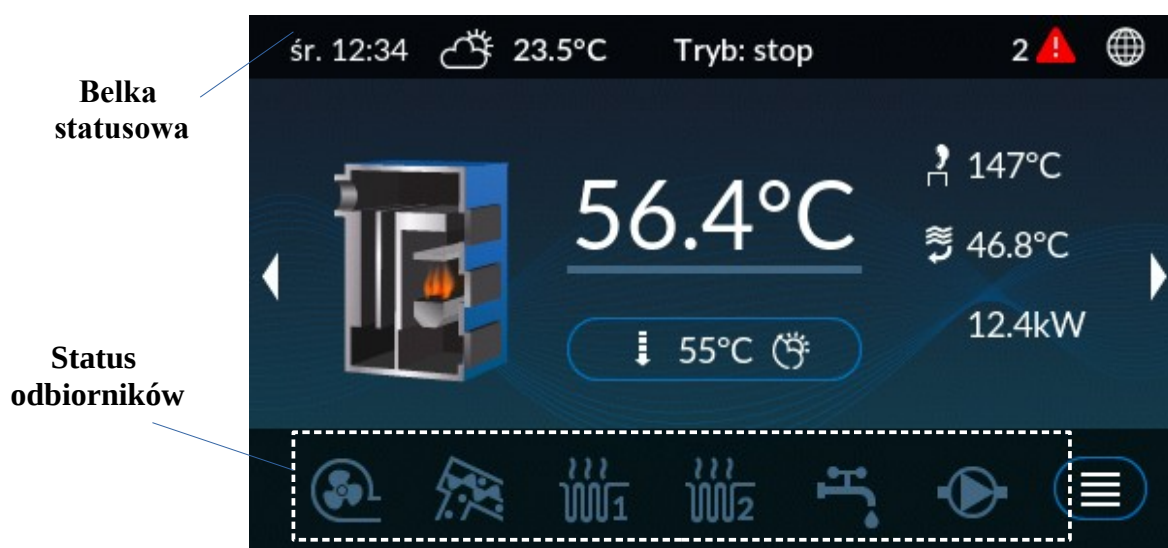 śr. 12:34 23.5°C Tryb: stop 2
Belka
statusowa
147°C
56.4°C
46.8°C
12.4kW
55°C
Status
odbiorników
1 2